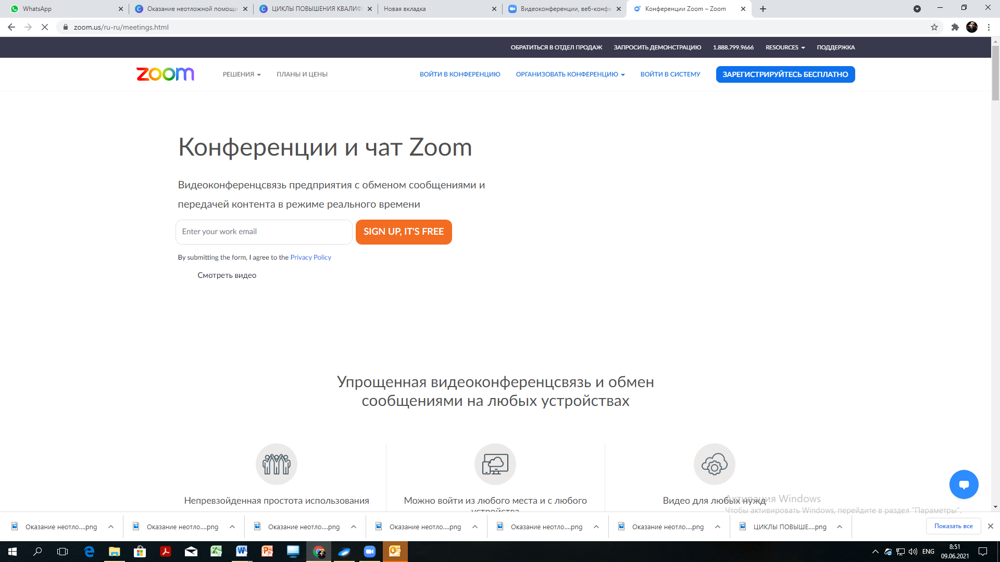 WhatsApp
Оказание неотложной помощи
ЦИКЛЫ ПОВЫШЕНИЯ КВАЛИФ
Новая вкладка
Видеоконференции, веб-конфе
Конференции Zoom – Zoom
zoom.us/ru-ru/meetings.html
ОБРАТИТЬСЯ В ОТДЕЛ ПРОДАЖ ЗАПРОСИТЬ ДЕМОНСТРАЦИЮ 1.888.799.9666 RESOURCES ПОДДЕРЖКА
zoom РЕШЕНИЯ ПЛАНЫ И ЦЕНЫ ВОЙТИ В КОНФЕРЕНЦИЮ ОРГАНИЗОВАТЬ КОНФЕРЕНЦИЮ ВОЙТИ В СИСТЕМУ ЗАРЕГИСТРИРУЙТЕСЬ БЕСПЛАТНО
Конференции и чат Zoom
Видеоконференцсвязь предприятия с обменом сообщениями и
передачей контента в режиме реального времени
Enter your work email SIGN UP, IT'S FREE
By submitting the form, I agree to the Privacy Policy
Смотреть видео
Упрощенная видеоконференцсвязь и обмен
сообщениями на любых устройствах
Непревзойденная простота использования
Можно войти из любого места и с любого
устройства
Видео для любых нужд
Активация Windows
Чтобы активировать Windows, перейдите в раздел "Параметры".
Оказание неотло....png
Оказание неотло....png
Оказание неотло....png
Оказание неотло....png
Оказание неотло....png
Оказание неотло....png
ЦИКЛЫ ПОВЫШЕ....png
Показать все
ENG
8:51
09.06.2021